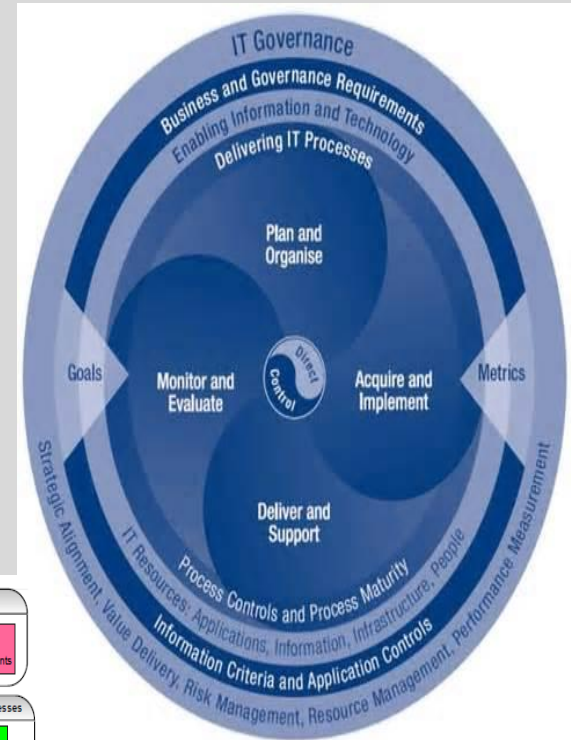 IT Governance
Business and Governance Requirements
Enabling Information and Technology
Delivering IT Processes
Plan and
Organise
Goals
Monitor and
Evaluate
Direct
Control
Acquire and
Implement
Metrics
Deliver and
Support
Process Controls and Process Maturity
IT Resources: Applications, Information, Infrastructure, People
Information Criteria and Application Controls
Strategic Alignment, Value Delivery, Risk Management, Resource Management, Performance Measurement